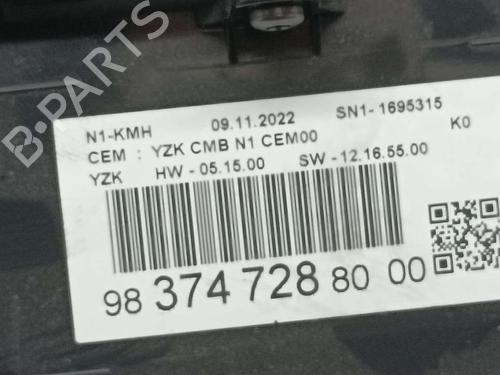 B-PARTS
N1-KMH 09.11.2022 SN1- 1695315
CEM : YZK CMB N1 CEM00 K0
YZK HW - 05.15.00 SW - 12.16.55.00
98 374 728 80 00